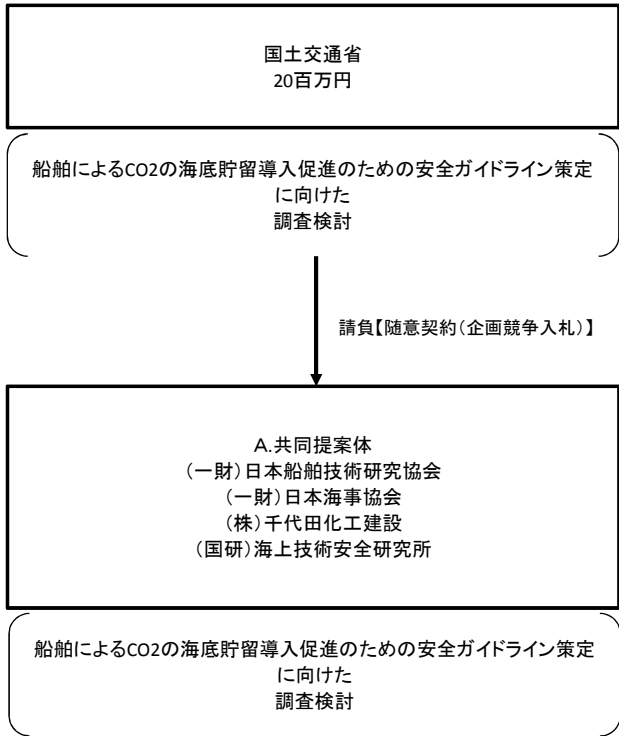 国土交通省
20百万円
船舶によるCO2の海底貯留導入促進のための安全ガイドライン策定
に向けた
調査検討
請負【随意契約（企画競争入札）】
A.共同提案体
（一財）日本船舶技術研究協会
（一財）日本海事協会
（株）千代田化工建設
（国研）海上技術安全研究所
船舶によるCO2の海底貯留導入促進のための安全ガイドライン策定
に向けた
調査検討